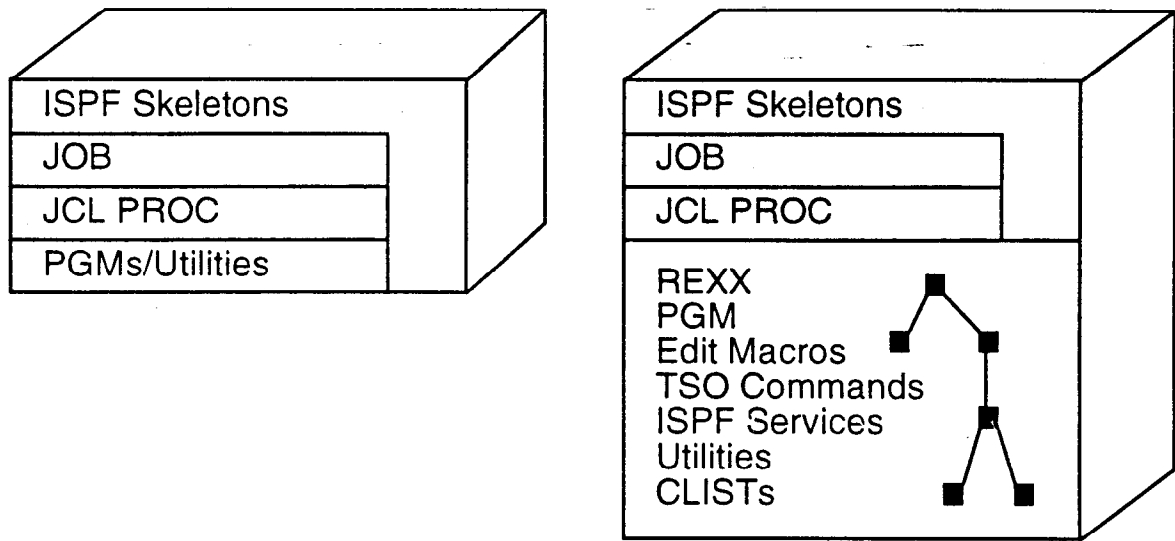 ISPF Skeletons
JOB
JCL PROC
PGMs/Utilities
ISPF Skeletons
JOB
JCL PROC
REXX
PGM
Edit Macros
TSO Commands
ISPF Services
Utilities
CLISTs